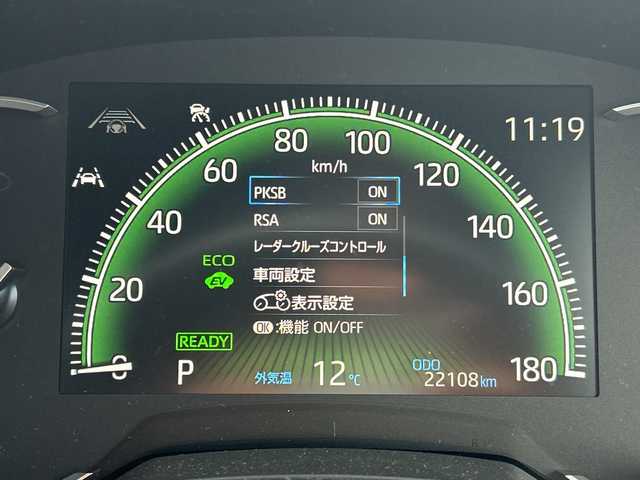 11:19
0 20 40 60 80 100 120 140 160 180
km/h
PKSB ON
RSA ON
レーダークルーズコントロール
車両設定
表示設定
OK:機能 ON/OFF
ECO
EV
READY
P
外気温 12℃
ODO
22108km